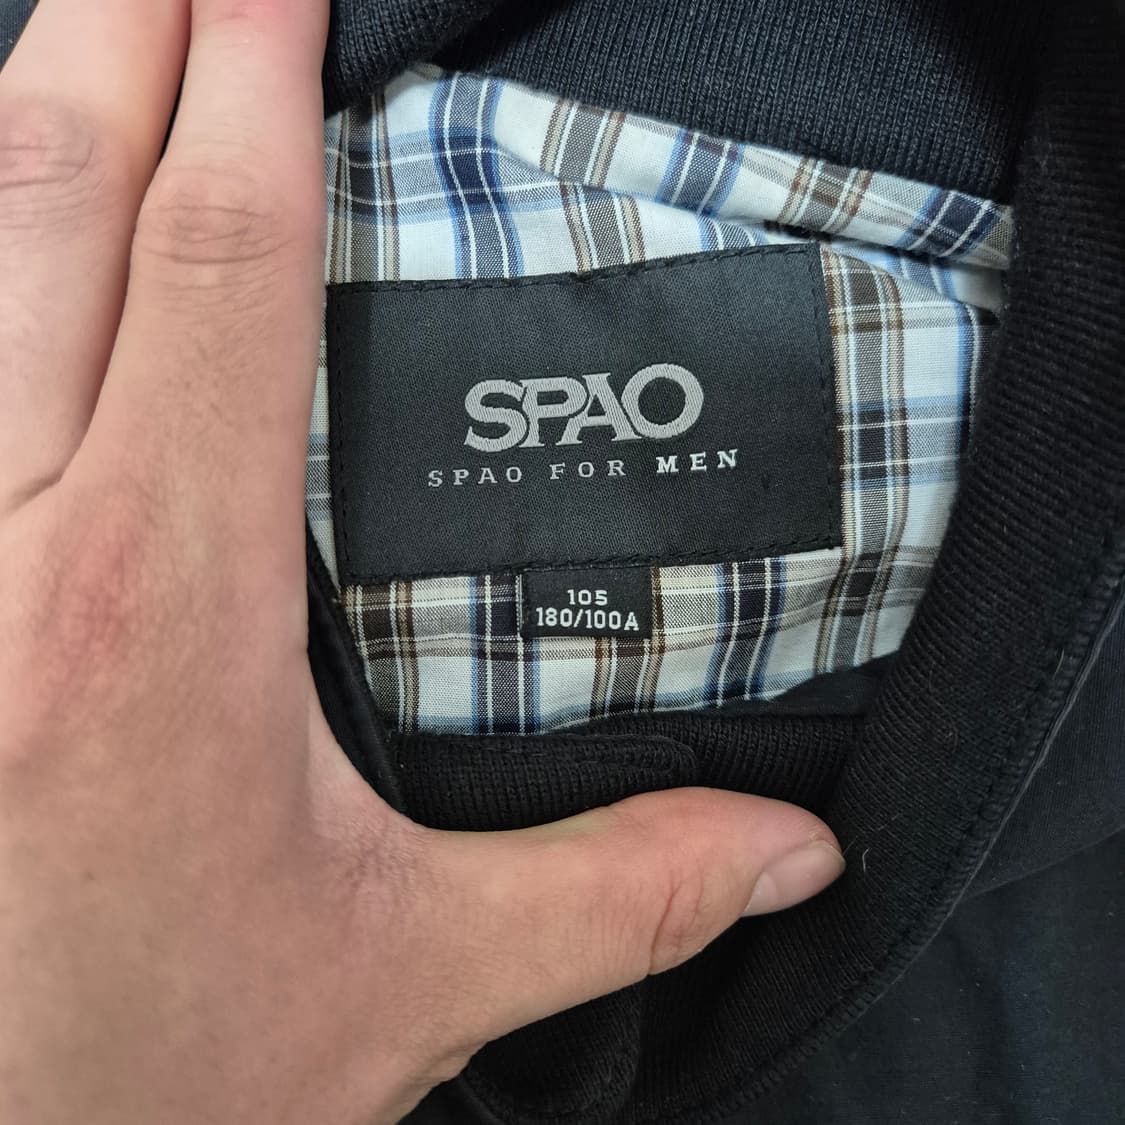 SPAO
SPAO FOR MEN
105
180/100A